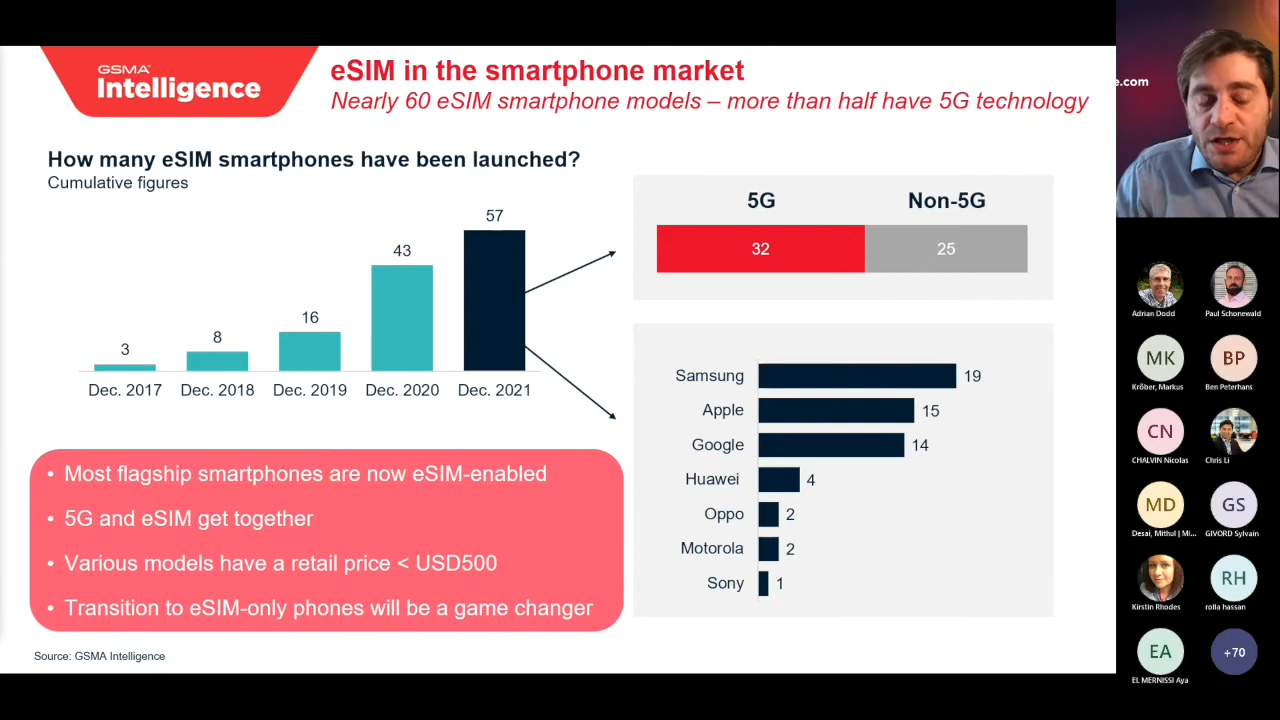 GSMA
Intelligence
eSIM in the smartphone market
Nearly 60 eSIM smartphone models – more than half have 5G technology
How many eSIM smartphones have been launched?
Cumulative figures
3
8
16
43
57
Dec. 2017
Dec. 2018
Dec. 2019
Dec. 2020
Dec. 2021
5G
Non-5G
32
25
Samsung 19
Apple 15
Google 14
Huawei 4
Oppo 2
Motorola 2
Sony 1
• Most flagship smartphones are now eSIM-enabled
• 5G and eSIM get together
• Various models have a retail price < USD500
• Transition to eSIM-only phones will be a game changer
Source: GSMA Intelligence
e.com
Adrian Dodd
Paul Schonewald
MK
Kröber, Markus
BP
Ben Peterhans
CN
CHALVIN Nicolas
Chris Li
MD
Desai, Mithul | Mi...
GS
GIVORD Sylvain
Kirstin Rhodes
RH
rolla hassan
EA
EL MERNISSI Aya
+70